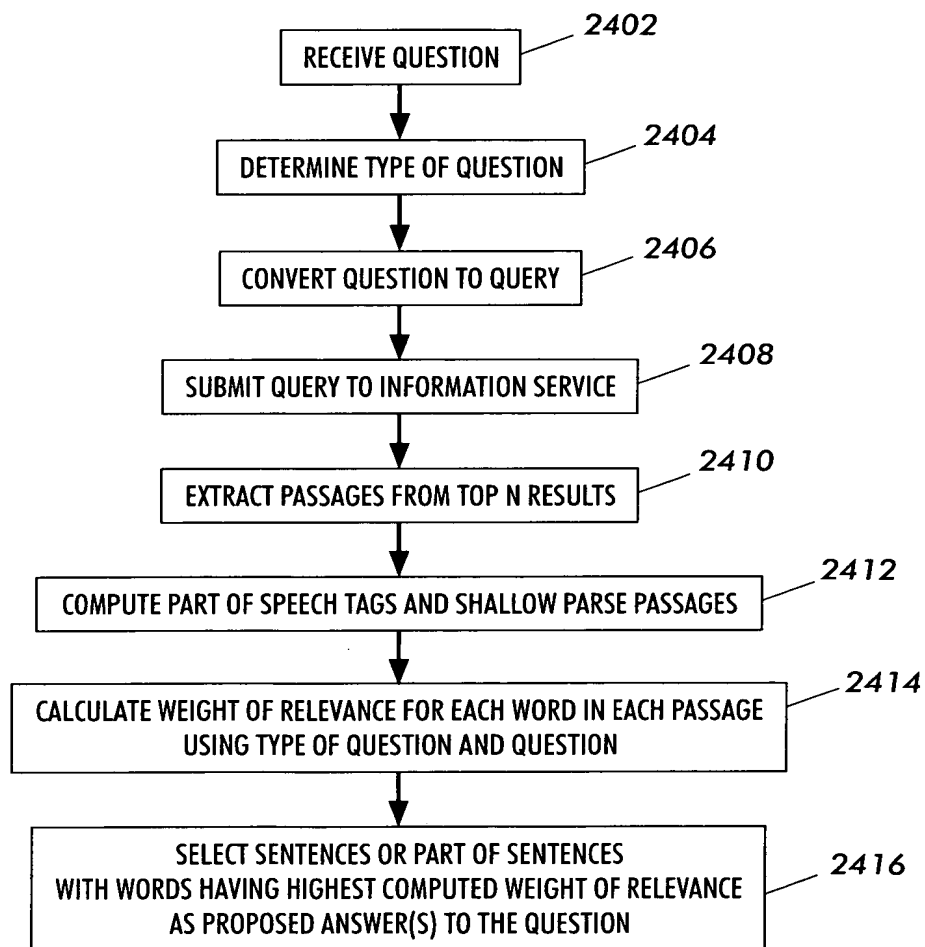 2402
RECEIVE QUESTION
2404
DETERMINE TYPE OF QUESTION
2406
CONVERT QUESTION TO QUERY
2408
SUBMIT QUERY TO INFORMATION SERVICE
2410
EXTRACT PASSAGES FROM TOP N RESULTS
2412
COMPUTE PART OF SPEECH TAGS AND SHALLOW PARSE PASSAGES
2414
CALCULATE WEIGHT OF RELEVANCE FOR EACH WORD IN EACH PASSAGE
USING TYPE OF QUESTION AND QUESTION
2416
SELECT SENTENCES OR PART OF SENTENCES
WITH WORDS HAVING HIGHEST COMPUTED WEIGHT OF RELEVANCE
AS PROPOSED ANSWER(S) TO THE QUESTION